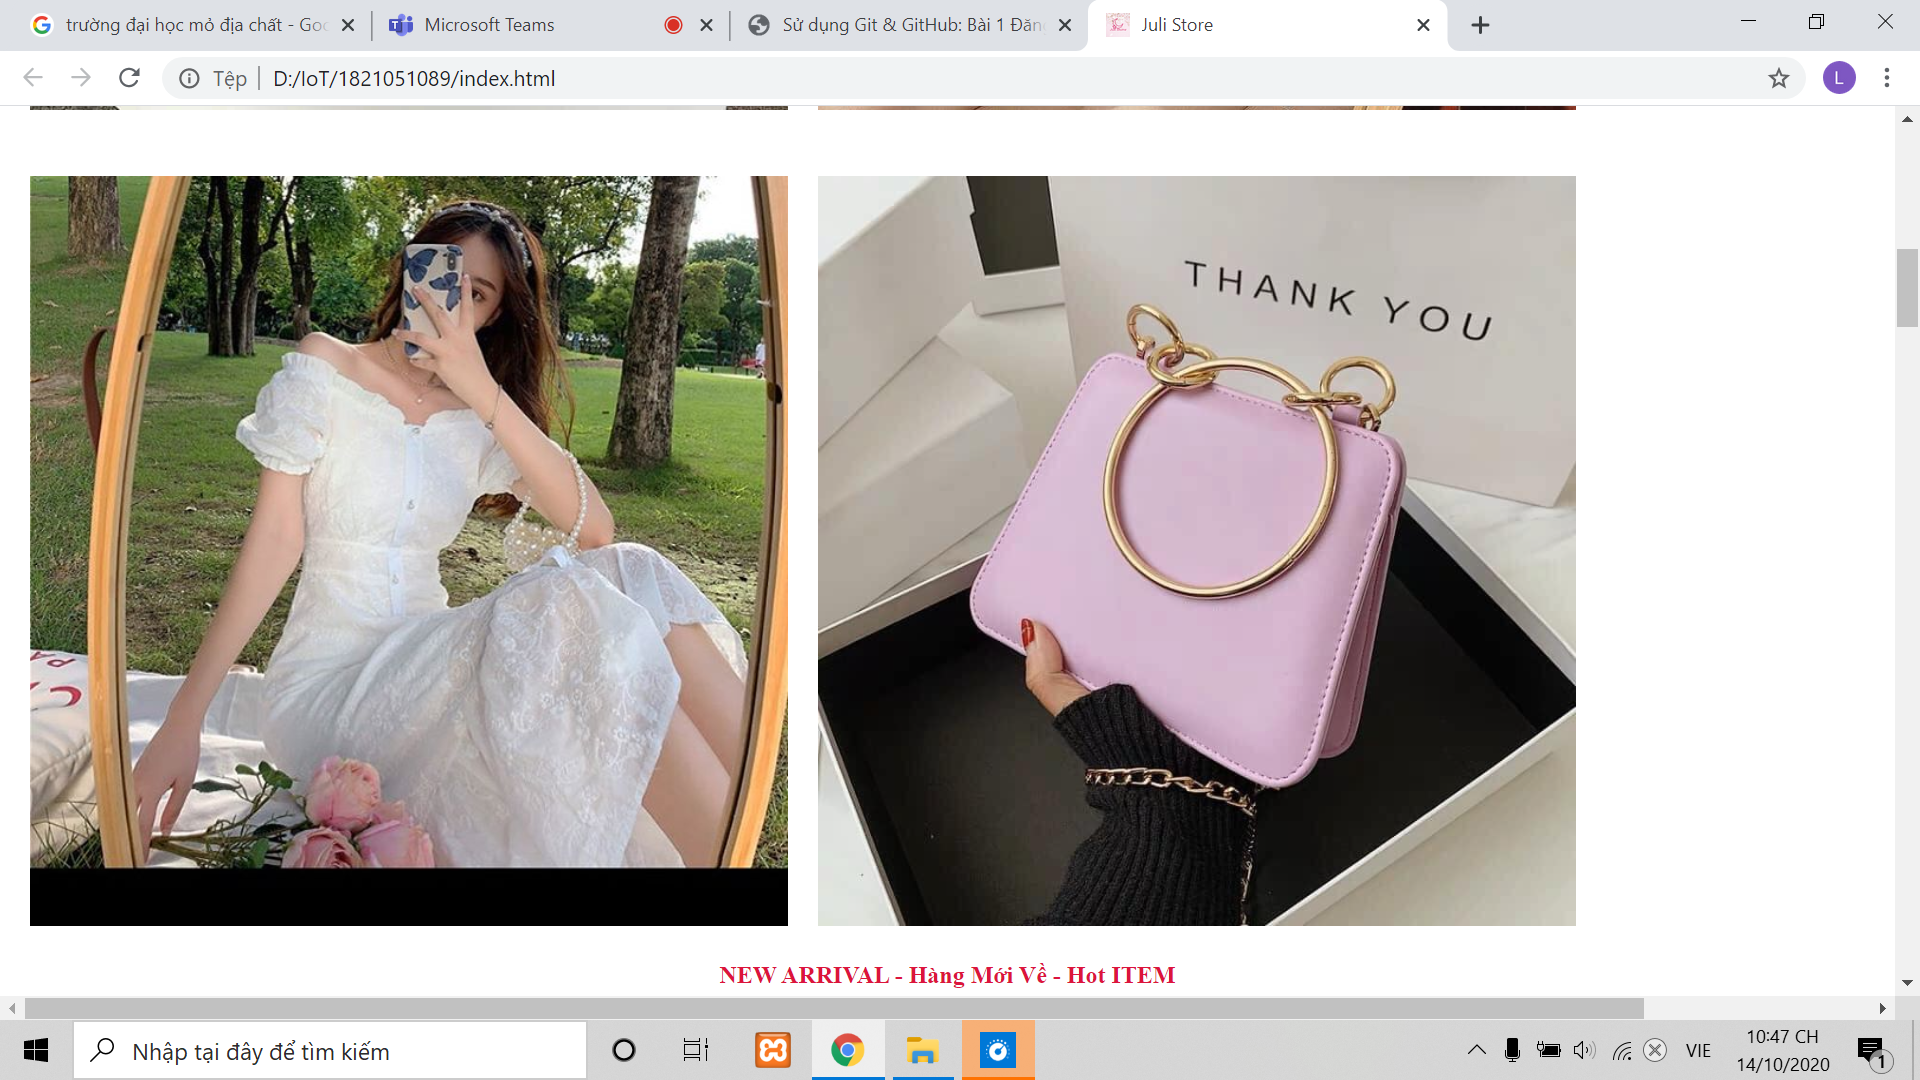 trường đại học mỏ địa chất - Goo
Microsoft Teams
Sử dụng Git & GitHub: Bài 1 Đăng
Juli Store
Tệp
D:/IoT/1821051089/index.html
L
THANK YOU
NEW ARRIVAL - Hàng Mới Về - Hot ITEM
Nhập tại đây để tìm kiếm
VIE
10:47 CH
14/10/2020
1